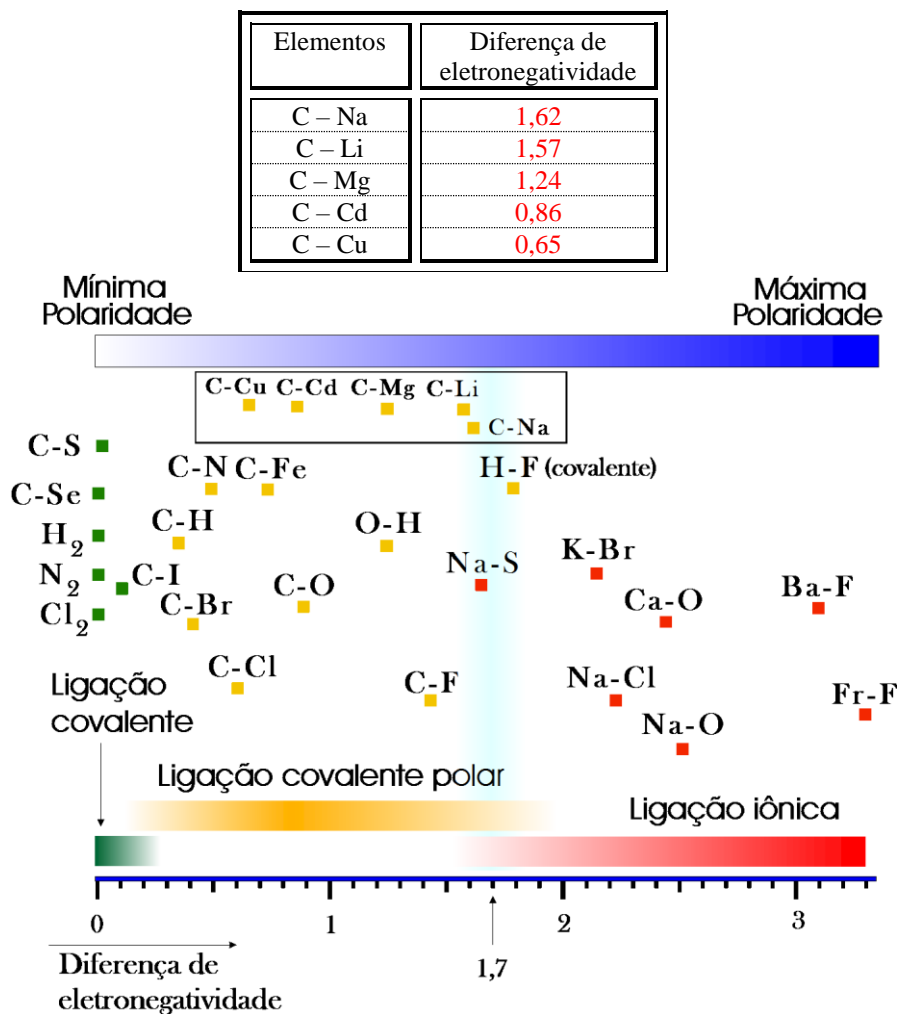 Elementos
Diferença de
eletronegatividade
C – Na 1,62
C – Li 1,57
C – Mg 1,24
C – Cd 0,86
C – Cu 0,65
Mínima
Polaridade
Máxima
Polaridade
C-Cu C-Cd C-Mg C-Li
C-Na
C-S
C-N C-Fe H-F (covalente)
C-Se
C-H O-H
H2
K-Br
Na-S
N2 C-I
C-O
Ba-F
C-Br
Ca-O
Cl2
C-Cl
Na-Cl
C-F
Fr-F
Ligação
covalente
Na-O
Ligação covalente polar
Ligação iônica
0 1 2 3
1,7
Diferença de
eletronegatividade